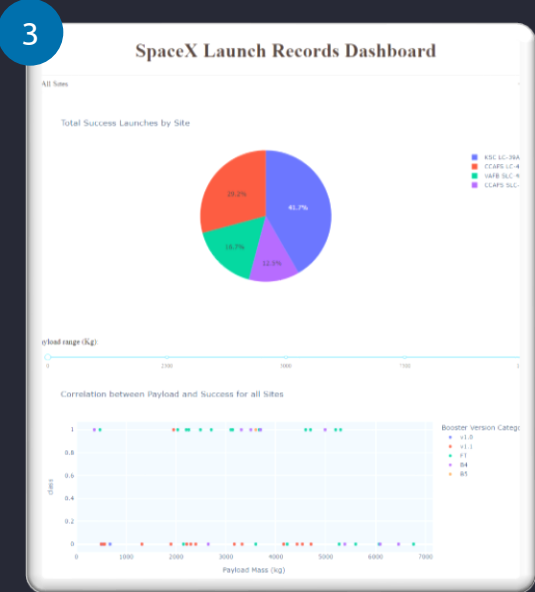 3
SpaceX Launch Records Dashboard
All Sites
Total Success Launches by Site
KSC LC-39A
CCAFS LC-4
VAFB SLC-4
CCAFS SLC-
29.2%
41.7%
16.7%
12.5%
yload range (Kg)
0 2500 5000 7500
Correlation between Payload and Success for all Sites
Booster Version Catego
v1.0
v1.1
FT
B4
B5
class
1
0.8
0.6
0.4
0.2
0
0 1000 2000 3000 4000 5000 6000 7000
Payload Mass (kg)